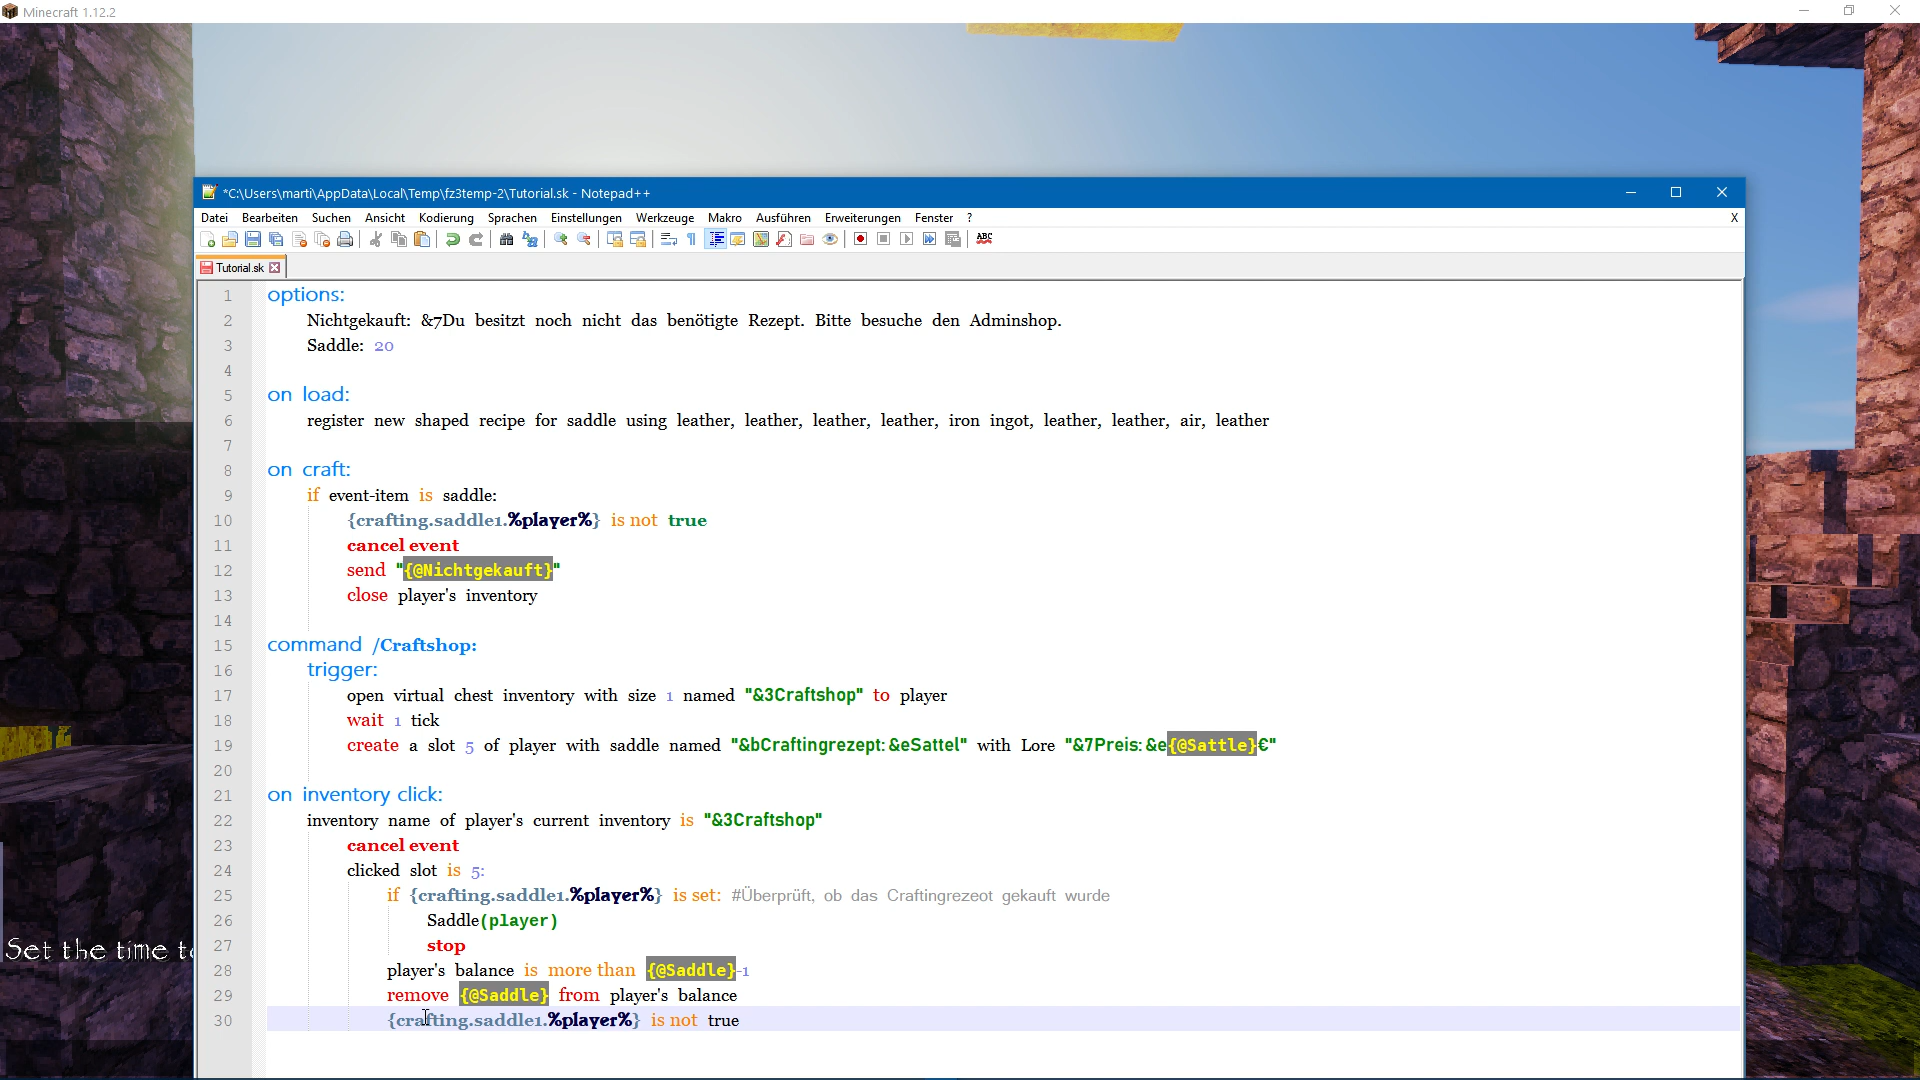 Minecraft 1.12.2
*C:\Users\marti\AppData\Local\Temp\fz3temp-2\Tutorial.sk - Notepad++
Datei Bearbeiten Suchen Ansicht Kodierung Sprachen Einstellungen Werkzeuge Makro Ausführen Erweiterungen Fenster ? X
ABC
Tutorial.sk
1 options:
2 Nichtgekauft: &7Du besitzt noch nicht das benötigte Rezept. Bitte besuche den Adminshop.
3 Saddle: 20
4
5 on load:
6 register new shaped recipe for saddle using leather, leather, leather, leather, iron ingot, leather, leather, air, leather
7
8 on craft:
9 if event-item is saddle:
10 {crafting.saddle1.%player%} is not true
11 cancel event
12 send "{@Nichtgekauft}"
13 close player's inventory
14
15 command /Craftshop:
16 trigger:
17 open virtual chest inventory with size 1 named "&3Craftshop" to player
18 wait 1 tick
19 create a slot 5 of player with saddle named "&bCraftingrezept: &eSattel" with Lore "&7Preis: &e{@Sattle}€"
20
21 on inventory click:
22 inventory name of player's current inventory is "&3Craftshop"
23 cancel event
24 clicked slot is 5:
25 if {crafting.saddle1.%player%} is set: #Überprüft, ob das Craftingrezeot gekauft wurde
26 Saddle(player)
27 stop
28 player's balance is more than {@Saddle}-1
29 remove {@Saddle} from player's balance
30 {crafting.saddle1.%player%} is not true
Set the time to